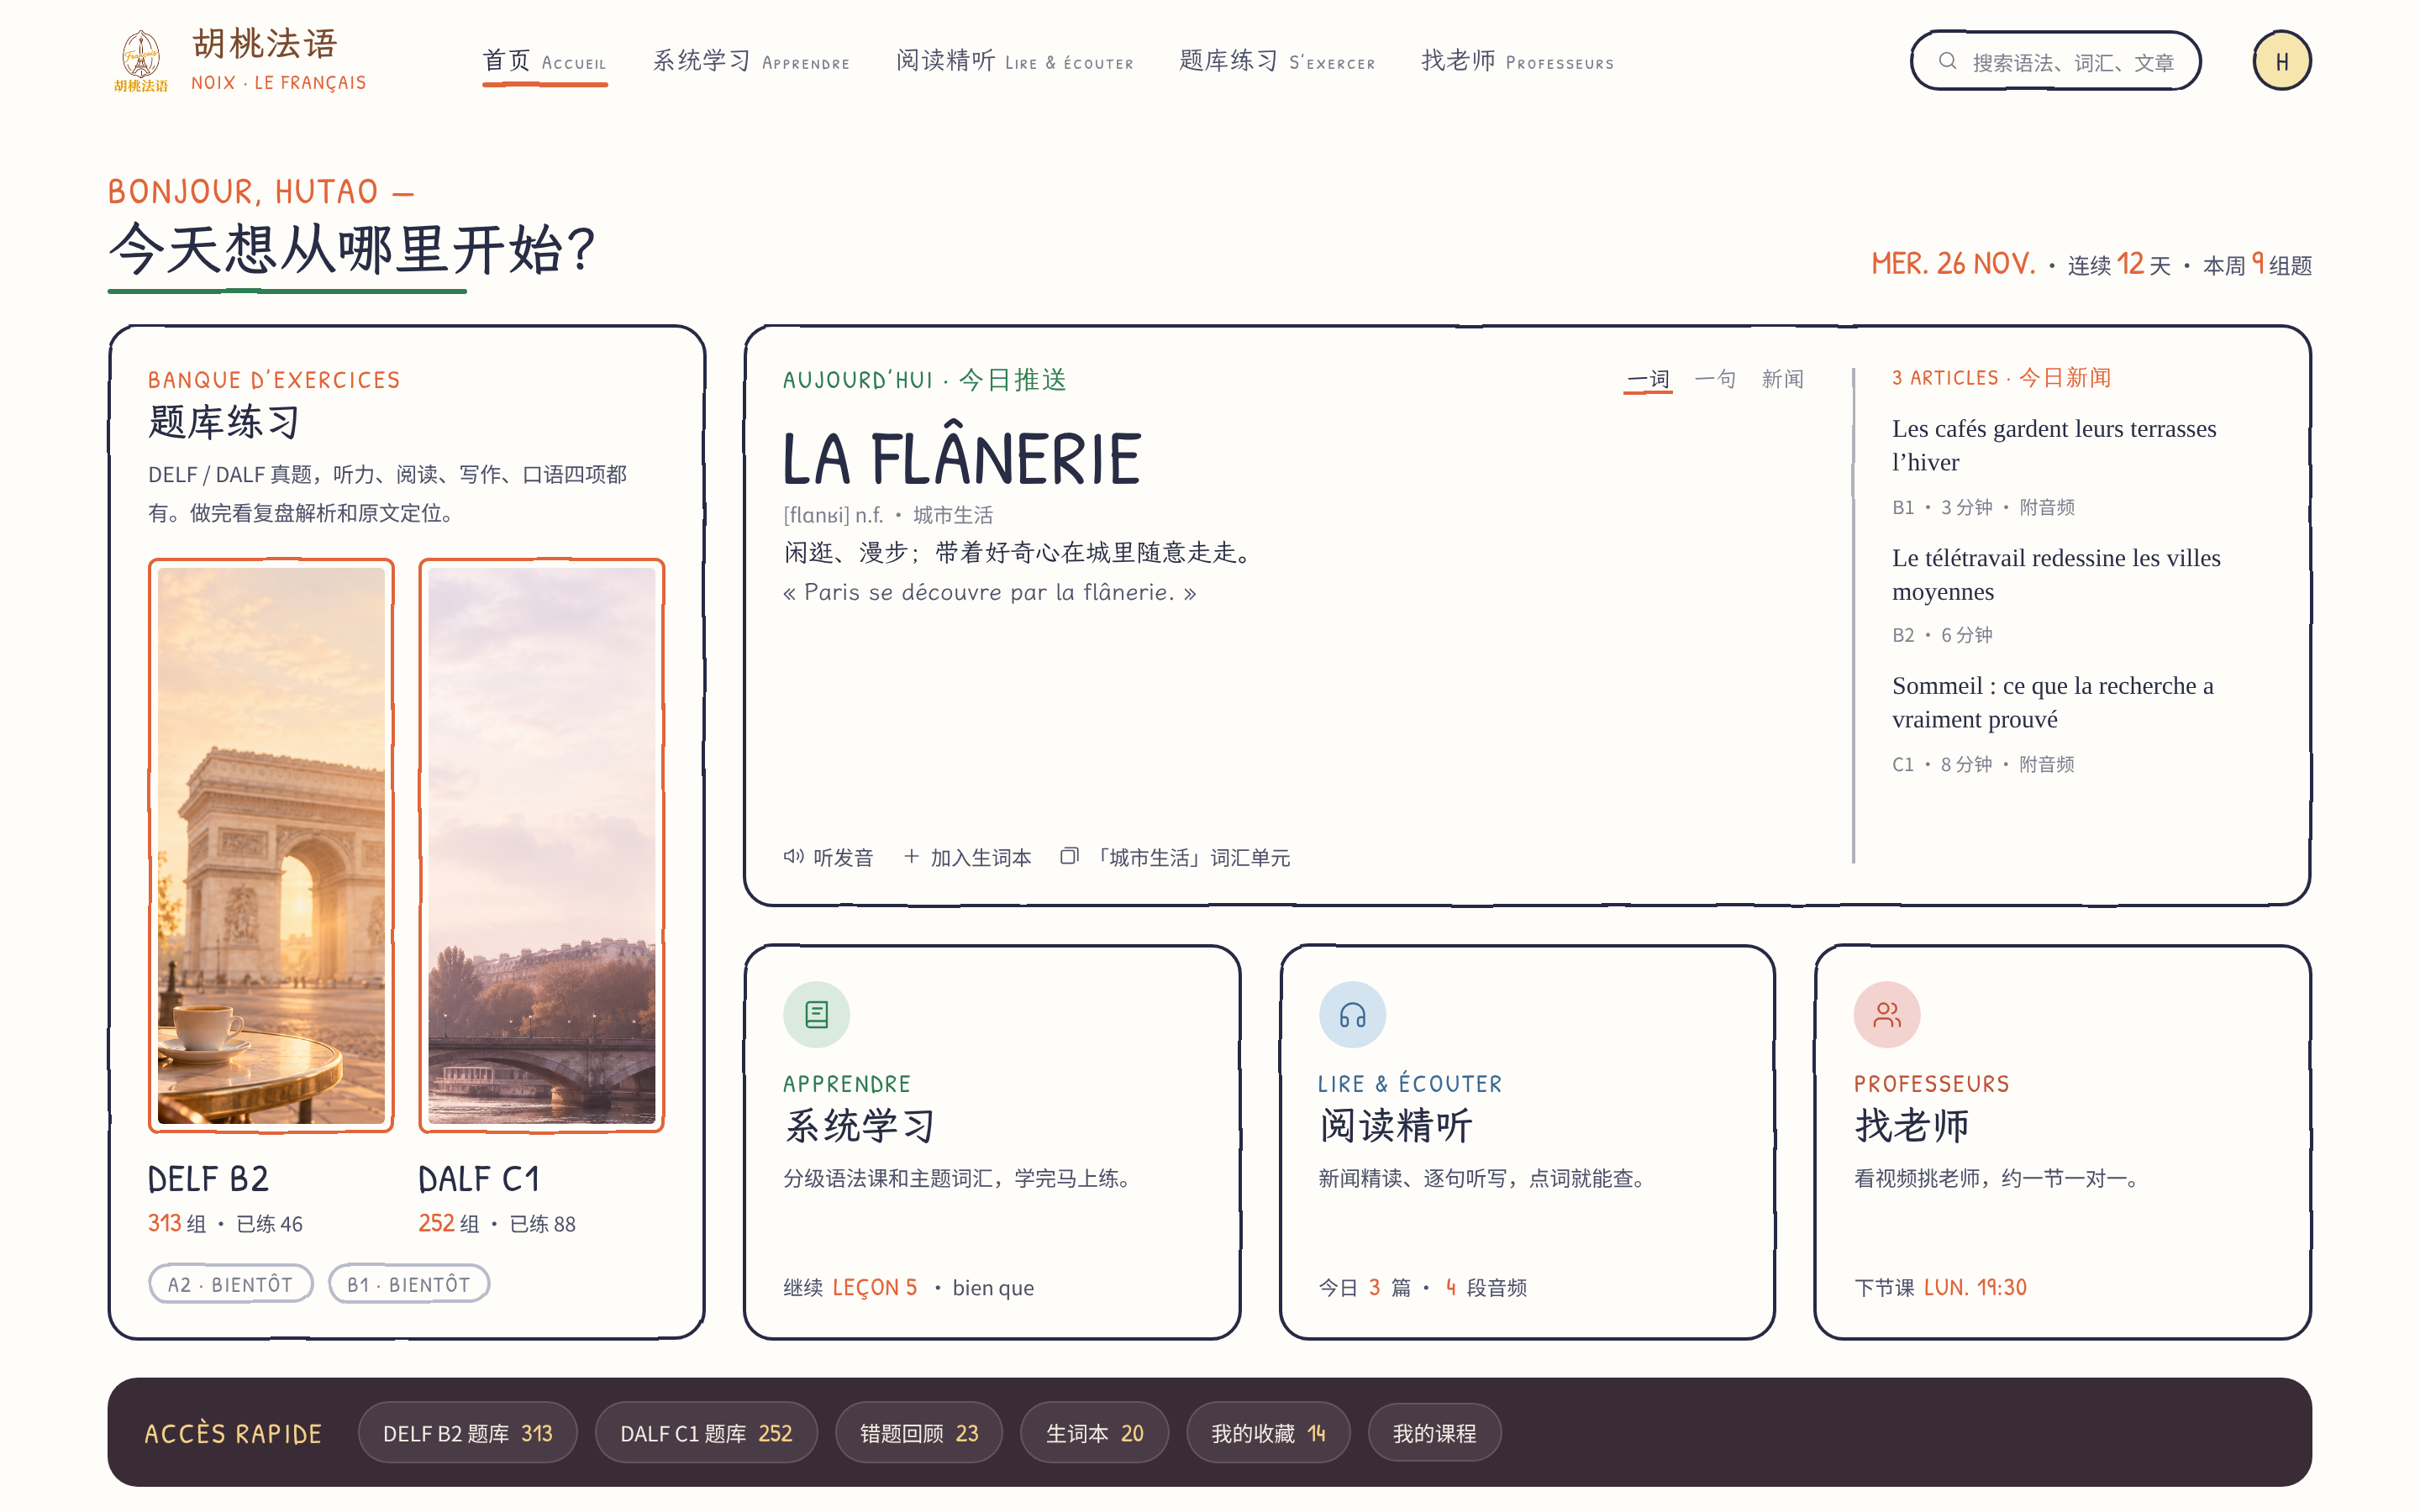 Français
胡桃法语
胡桃法语
NOIX · LE FRANÇAIS
首页 ACCUEIL
系统学习 APPRENDRE
阅读精听 LIRE & ÉCOUTER
题库练习 S'EXERCER
找老师 PROFESSEURS
搜索语法、词汇、文章
H
BONJOUR, HUTAO —
今天想从哪里开始？
MER. 26 NOV. · 连续 12 天 · 本周 9 组题
BANQUE D'EXERCICES
题库练习
DELF / DALF 真题，听力、阅读、写作、口语四项都
有。做完看复盘解析和原文定位。
DELF B2
313 组 · 已练 46
DALF C1
252 组 · 已练 88
A2 · BIENTÔT
B1 · BIENTÔT
AUJOURD'HUI · 今日推送
一词 一句 新闻
LA FLÂNERIE
[flɑnʁi] n.f. · 城市生活
闲逛、漫步；带着好奇心在城里随意走走。
« Paris se découvre par la flânerie. »
听发音
加入生词本
「城市生活」词汇单元
3 ARTICLES · 今日新闻
Les cafés gardent leurs terrasses
l’hiver
B1 · 3 分钟 · 附音频
Le télétravail redessine les villes
moyennes
B2 · 6 分钟
Sommeil : ce que la recherche a
vraiment prouvé
C1 · 8 分钟 · 附音频
APPRENDRE
系统学习
分级语法课和主题词汇，学完马上练。
继续 LEÇON 5 · bien que
LIRE & ÉCOUTER
阅读精听
新闻精读、逐句听写，点词就能查。
今日 3 篇 · 4 段音频
PROFESSEURS
找老师
看视频挑老师，约一节一对一。
下节课 LUN. 19:30
ACCÈS RAPIDE
DELF B2 题库 313
DALF C1 题库 252
错题回顾 23
生词本 20
我的收藏 14
我的课程